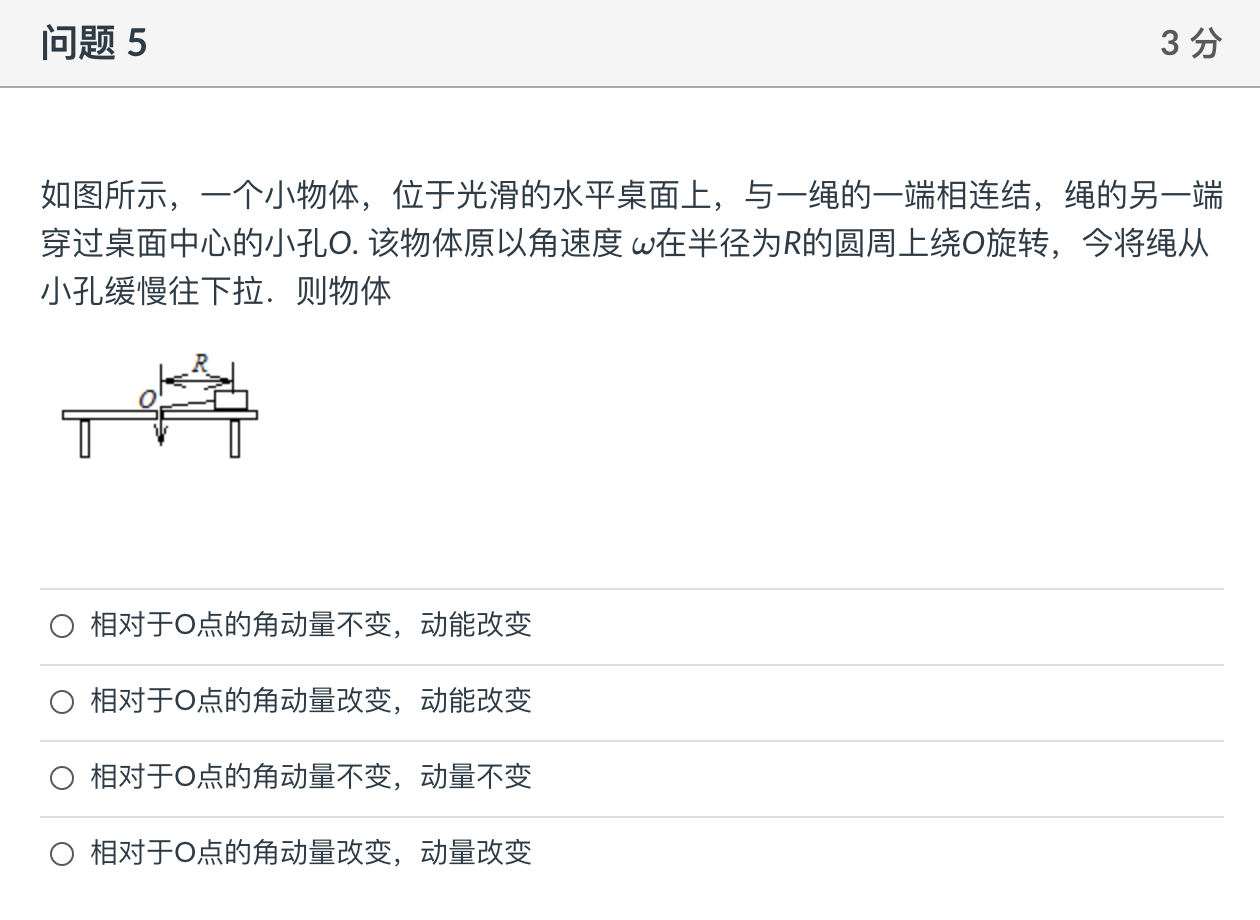 问题 5
3 分
如图所示，一个小物体，位于光滑的水平桌面上，与一绳的一端相连结，绳的另一端
穿过桌面中心的小孔O. 该物体原以角速度 ω在半径为R的圆周上绕O旋转，今将绳从
小孔缓慢往下拉．则物体
R
O
相对于O点的角动量不变，动能改变
相对于O点的角动量改变，动能改变
相对于O点的角动量不变，动量不变
相对于O点的角动量改变，动量改变